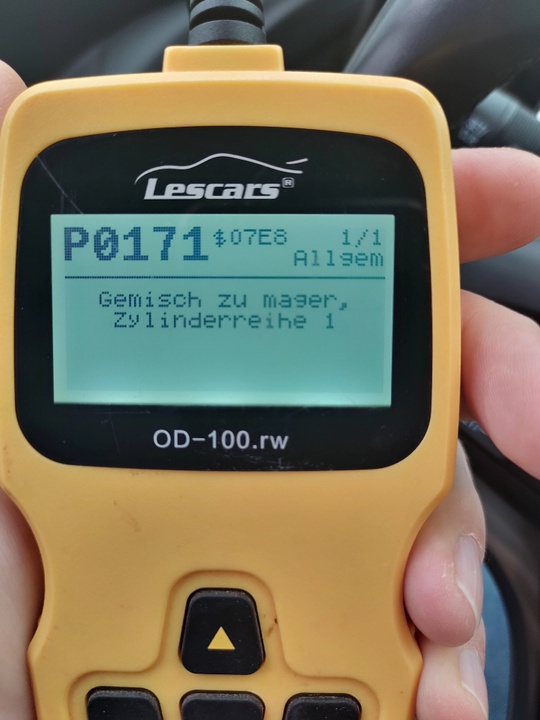 Lescars®
P0171 $07E8 1/1
Allgem
Gemisch zu mager,
Zylinderreihe 1
OD-100.rw